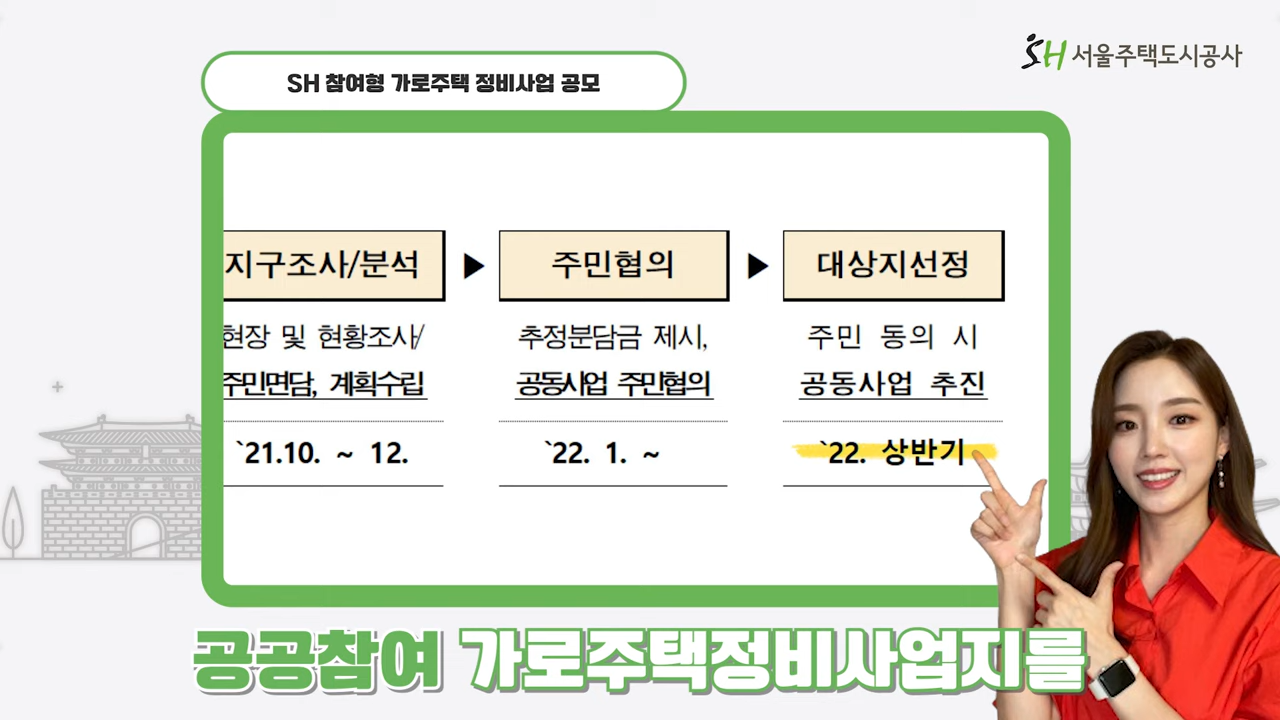 SH 서울주택도시공사
SH 참여형 가로주택 정비사업 공모
지구조사/분석 ▶ 주민협의 ▶ 대상지선정
현장 및 현황조사/
주민면담, 계획수립
추정분담금 제시,
공동사업 주민협의
주민 동의 시
공동사업 추진
`21.10. ~ 12.
`22. 1. ~
`22. 상반기
공공참여 가로주택정비사업지를